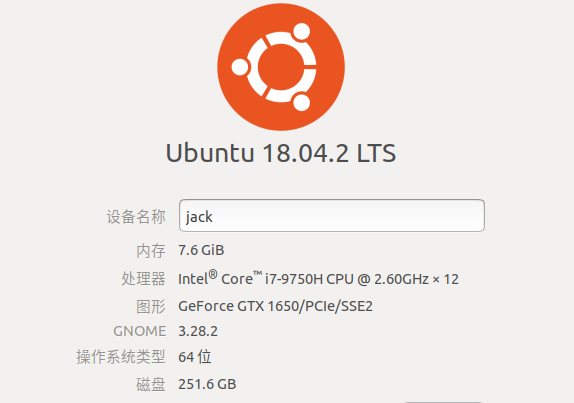 Ubuntu 18.04.2 LTS
设备名称 jack
内存 7.6 GiB
处理器 Intel® Core™ i7-9750H CPU @ 2.60GHz × 12
图形 GeForce GTX 1650/PCIe/SSE2
GNOME 3.28.2
操作系统类型 64 位
磁盘 251.6 GB